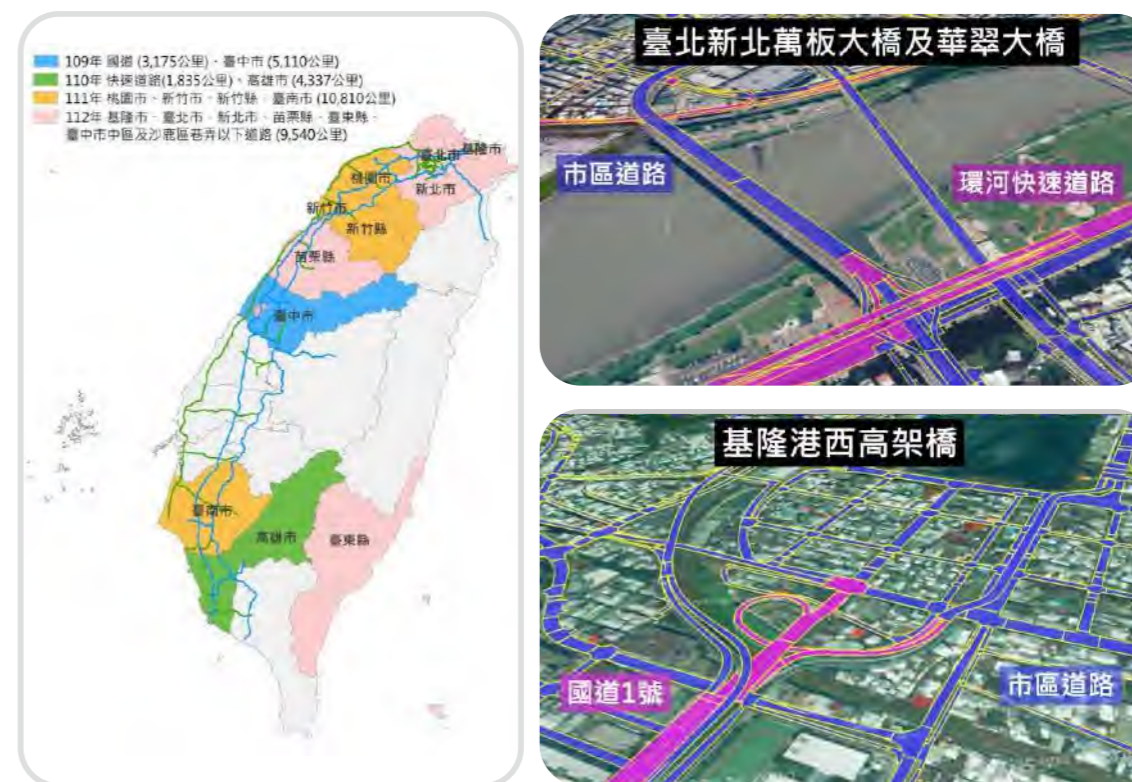 109年 國道 (3,175公里)、臺中市 (5,110公里)
110年 快速道路(1,835公里)、高雄市 (4,337公里)
111年 桃園市、新竹市、新竹縣、臺南市 (10,810公里)
112年 基隆市、臺北市、新北市、苗栗縣、臺東縣、
臺中市中區及沙鹿區巷弄以下道路 (9,540公里)
基隆市
臺北市
桃園市
新北市
新竹市
新竹縣
苗栗縣
臺中市
臺南市
高雄市
臺東縣
臺北新北萬板大橋及華翠大橋
市區道路
環河快速道路
基隆港西高架橋
國道1號
市區道路